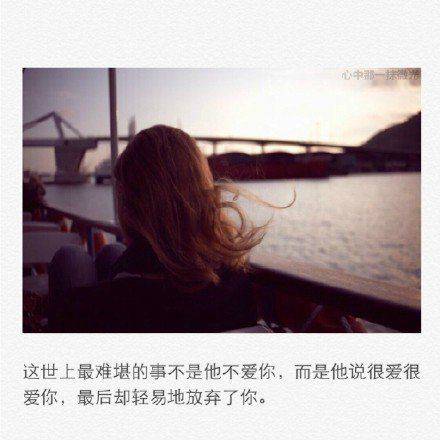 心中那一抹微光
这世上最难堪的事不是他不爱你，而是他说很爱很
爱你，最后却轻易地放弃了你。